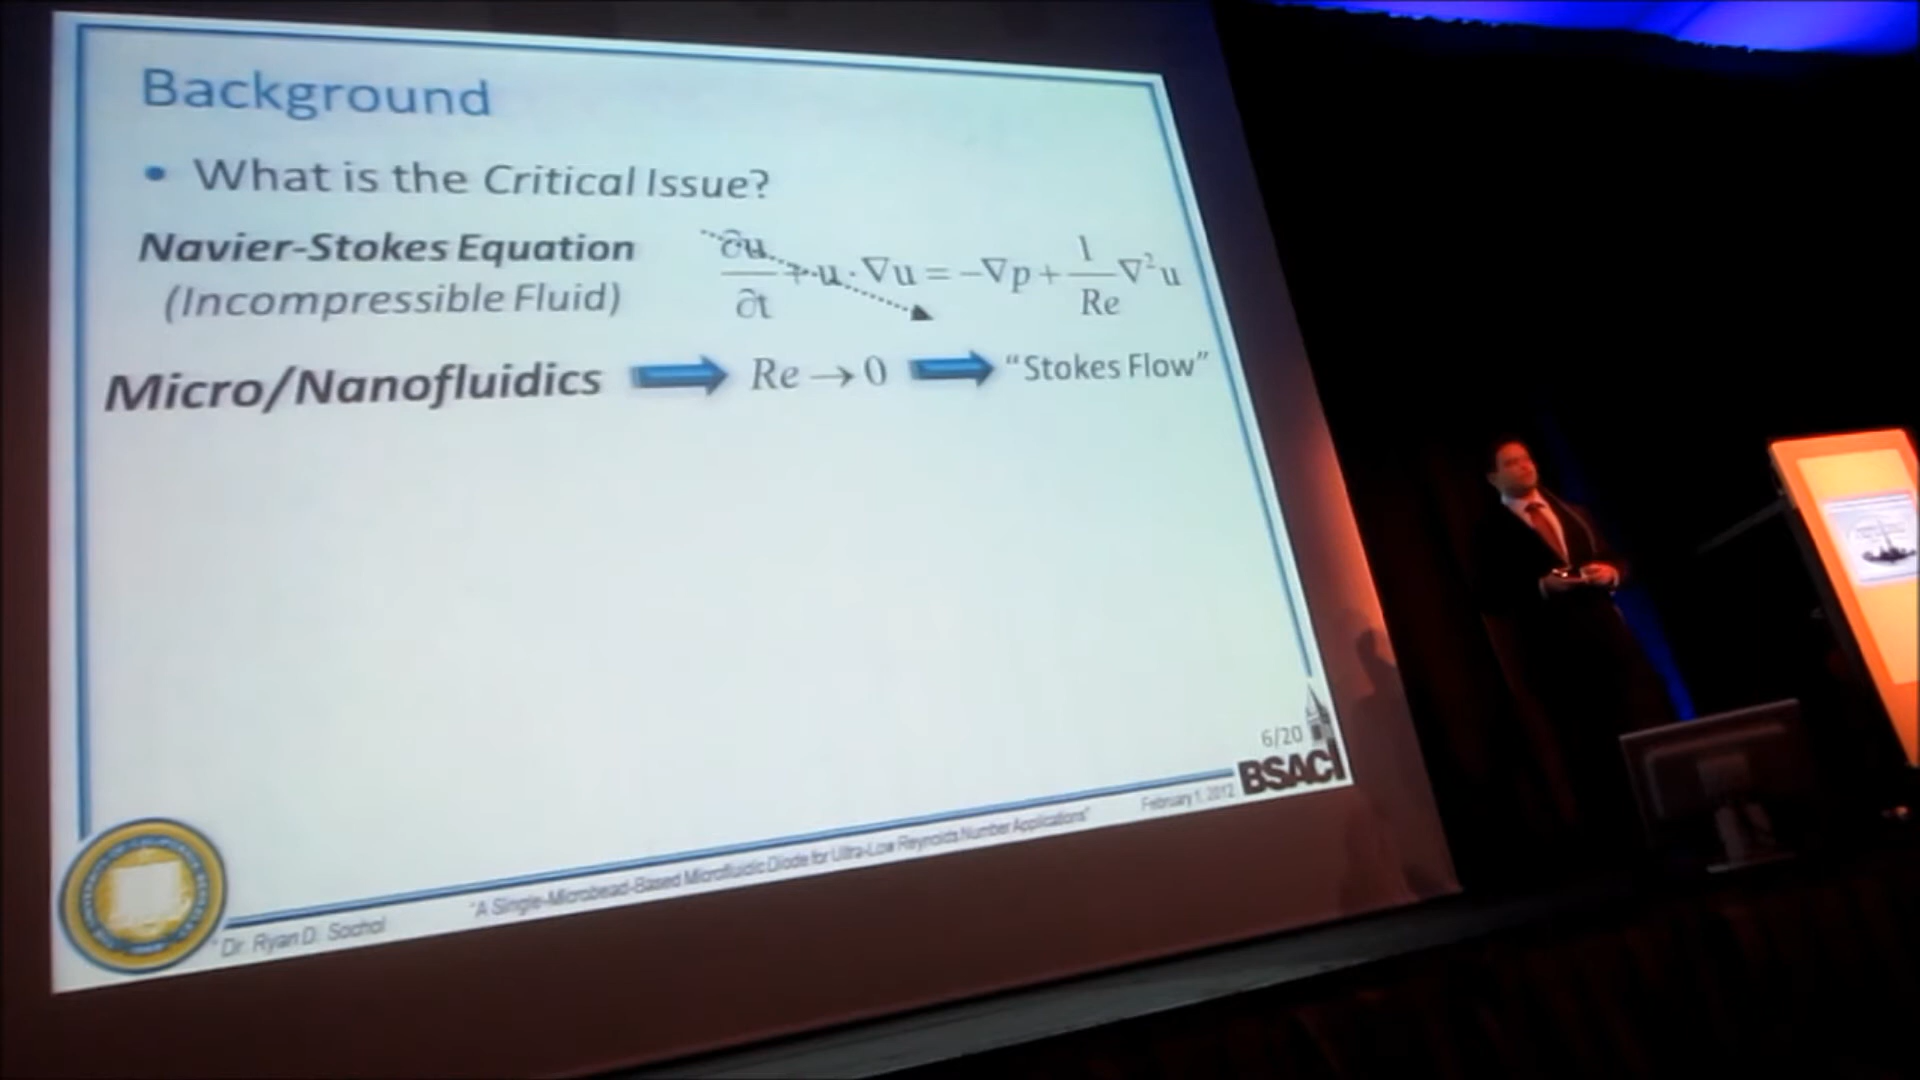 Background
• What is the Critical Issue?
Navier-Stokes Equation
(Incompressible Fluid)
∂u/∂t + u · ∇u = −∇p + 1/Re ∇²u
Micro/Nanofluidics Re → 0 "Stokes Flow"
6/20
BSAC
February 1, 2012
"A Single-Microbead-Based Microfluidic Diode for Ultra-Low Reynolds Number Applications"
Dr. Ryan D. Sochol